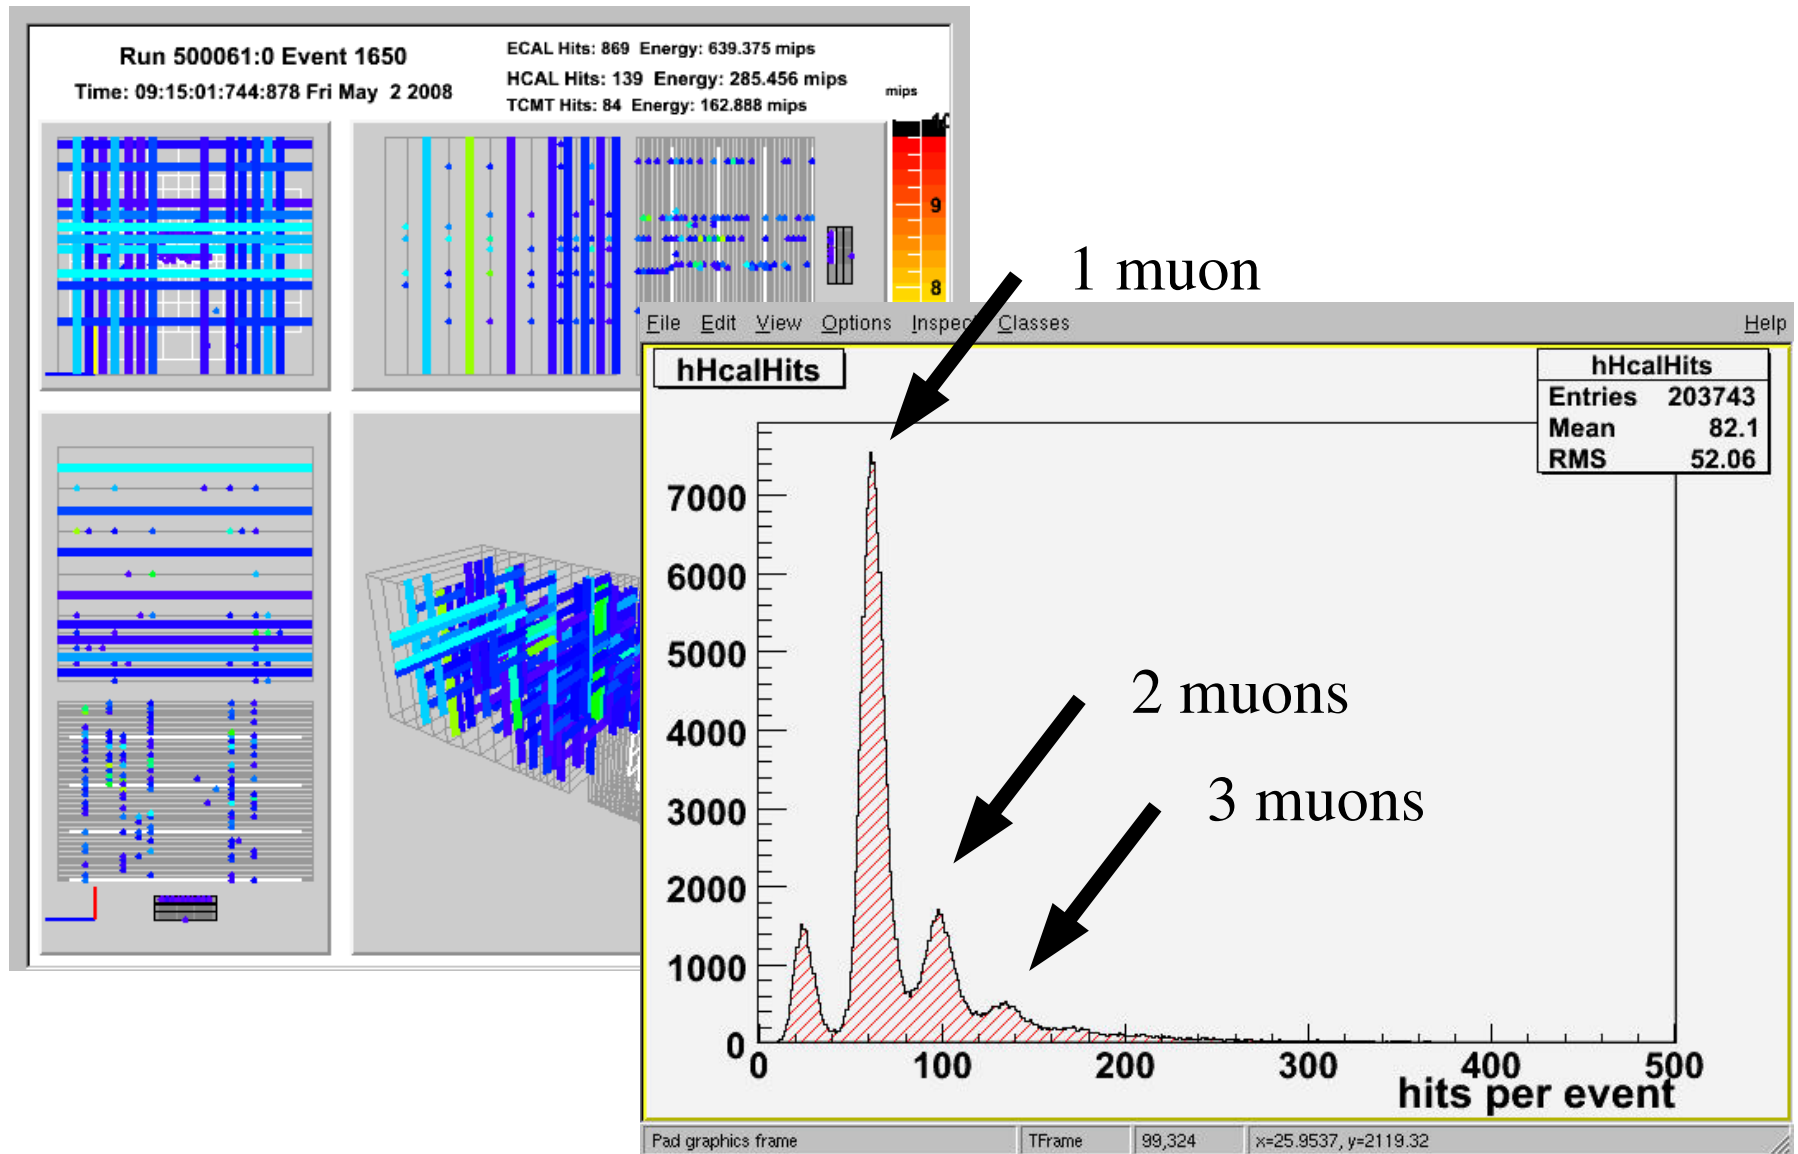 Run 500061:0 Event 1650
Time: 09:15:01:744:878 Fri May 2 2008
ECAL Hits: 869 Energy: 639.375 mips
HCAL Hits: 139 Energy: 285.456 mips
TCMT Hits: 84 Energy: 162.888 mips
mips
10
9
8
1 muon
File Edit View Options Inspect Classes Help
hHcalHits
hHcalHits
Entries 203743
Mean 82.1
RMS 52.06
7000
6000
5000
4000
3000
2000
1000
0
2 muons
3 muons
0 100 200 300 400 500
hits per event
Pad graphics frame TFrame 99,324 x=25.9537, y=2119.32